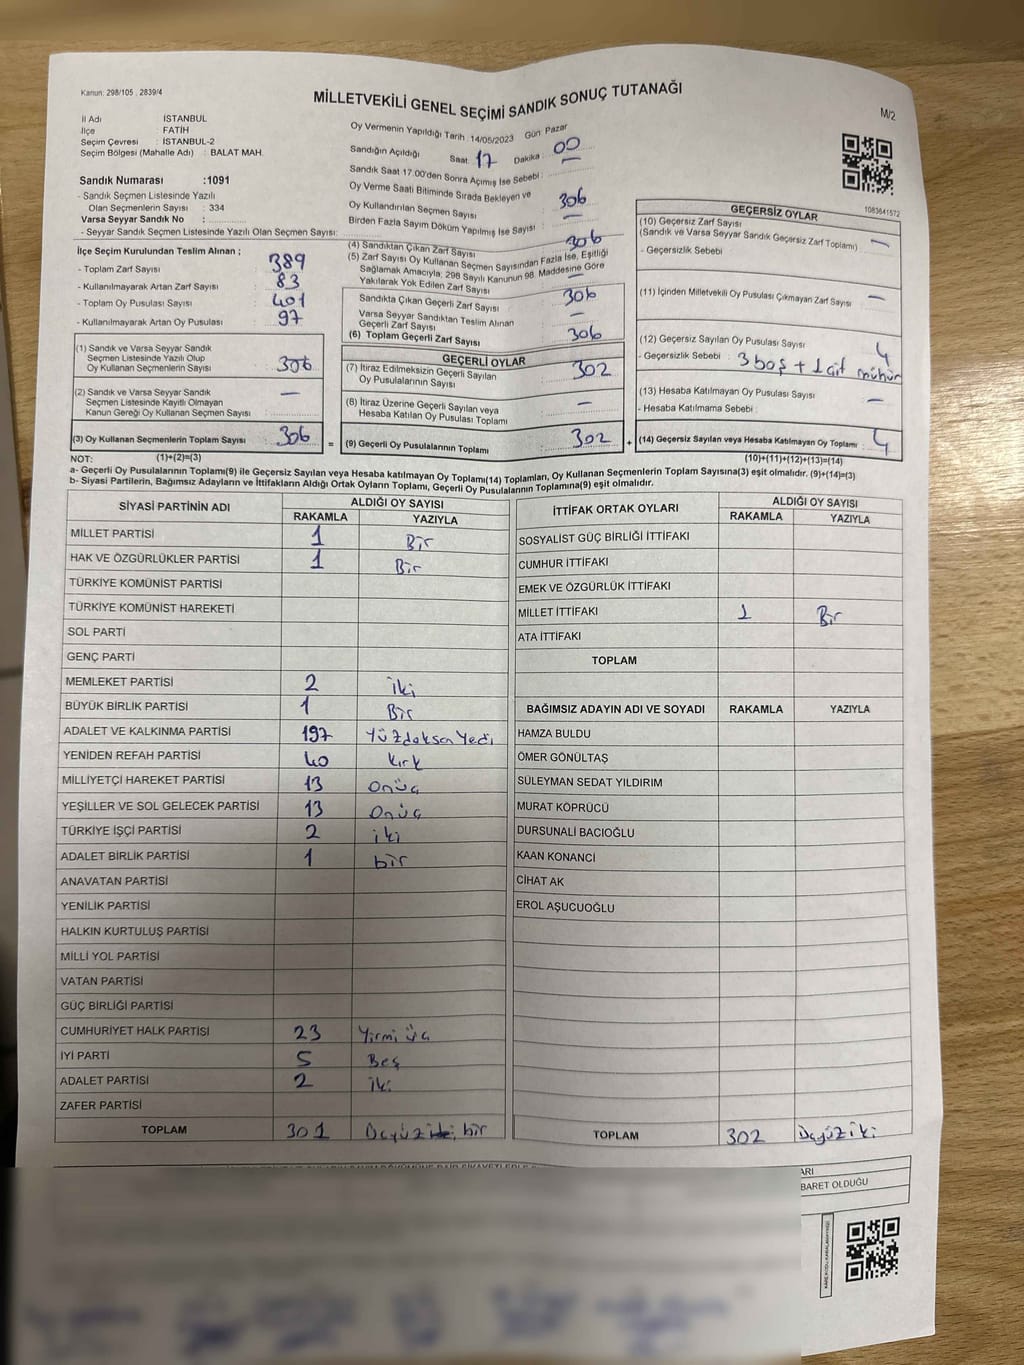 Kanun: 298/105 , 2839/4
MİLLETVEKİLİ GENEL SEÇİMİ SANDIK SONUÇ TUTANAĞI
M/2
İl Adı : İSTANBUL
İlçe : FATİH
Seçim Çevresi : İSTANBUL-2
Seçim Bölgesi (Mahalle Adı) : BALAT MAH.
Sandık Numarası :1091
- Sandık Seçmen Listesinde Yazılı
Olan Seçmenlerin Sayısı : 334
Varsa Seyyar Sandık No :
- Seyyar Sandık Seçmen Listesinde Yazılı Olan Seçmen Sayısı:
Oy Vermenin Yapıldığı Tarih :14/05/2023 Gün: Pazar
Sandığın Açıldığı Saat: 17 Dakika : 00
Sandık Saat 17.00'den Sonra Açımış İse Sebebi : —
Oy Verme Saati Bitiminde Sırada Bekleyen ve
Oy Kullandırılan Seçmen Sayısı : 306
Birden Fazla Sayım Döküm Yapılmış İse Sayısı : —
1083641572
İlçe Seçim Kurulundan Teslim Alınan ;
- Toplam Zarf Sayısı : 389
- Kullanılmayarak Artan Zarf Sayısı : 83
- Toplam Oy Pusulası Sayısı : 401
- Kullanılmayarak Artan Oy Pusulası : 97
(1) Sandık ve Varsa Seyyar Sandık
Seçmen Listesinde Yazılı Olup
Oy Kullanan Seçmenlerin Sayısı : 306
(2) Sandık ve Varsa Seyyar Sandık
Seçmen Listesinde Kayıtlı Olmayan
Kanun Gereği Oy Kullanan Seçmen Sayısı : —
(3) Oy Kullanan Seçmenlerin Toplam Sayısı : 306
(4) Sandıktan Çıkan Zarf Sayısı : 306
(5) Zarf Sayısı Oy Kullanan Seçmen Sayısından Fazla İse, Eşitliği
Sağlamak Amacıyla; 298 Sayılı Kanunun 98. Maddesine Göre
Yakılarak Yok Edilen Zarf Sayısı : —
Sandıkta Çıkan Geçerli Zarf Sayısı : 306
Varsa Seyyar Sandıktan Teslim Alınan
Geçerli Zarf Sayısı : —
(6) Toplam Geçerli Zarf Sayısı : 306
GEÇERLİ OYLAR
(7) İtiraz Edilmeksizin Geçerli Sayılan
Oy Pusulalarının Sayısı : 302
(8) İtiraz Üzerine Geçerli Sayılan veya
Hesaba Katılan Oy Pusulası Toplamı : —
= (9) Geçerli Oy Pusulalarının Toplamı : 302
GEÇERSİZ OYLAR
(10) Geçersiz Zarf Sayısı
(Sandık ve Varsa Seyyar Sandık Geçersiz Zarf Toplamı) : —
- Geçersizlik Sebebi :
(11) İçinden Milletvekili Oy Pusulası Çıkmayan Zarf Sayısı : —
(12) Geçersiz Sayılan Oy Pusulası Sayısı : 4
- Geçersizlik Sebebi : 3 boş + 1 çift mühür
(13) Hesaba Katılmayan Oy Pusulası Sayısı : —
- Hesaba Katılmama Sebebi :
+ (14) Geçersiz Sayılan veya Hesaba Katılmayan Oy Toplamı : 4
NOT: (1)+(2)=(3)
(10)+(11)+(12)+(13)=(14)
a- Geçerli Oy Pusulalarının Toplamı(9) ile Geçersiz Sayılan veya Hesaba katılmayan Oy Toplamı(14) Toplamları, Oy Kullanan Seçmenlerin Toplam Sayısına(3) eşit olmalıdır. (9)+(14)=(3)
b- Siyasi Partilerin, Bağımsız Adayların ve İttifakların Aldığı Ortak Oyların Toplamı, Geçerli Oy Pusulalarının Toplamına(9) eşit olmalıdır.
SİYASİ PARTİNİN ADI ALDIĞI OY SAYISI
RAKAMLA YAZIYLA
MİLLET PARTİSİ 1 Bir
HAK VE ÖZGÜRLÜKLER PARTİSİ 1 Bir
TÜRKİYE KOMÜNİST PARTİSİ
TÜRKİYE KOMÜNİST HAREKETİ
SOL PARTİ
GENÇ PARTİ
MEMLEKET PARTİSİ 2 iki
BÜYÜK BİRLİK PARTİSİ 1 Bir
ADALET VE KALKINMA PARTİSİ 197 Yüzdoksan Yedi
YENİDEN REFAH PARTİSİ 40 kırk
MİLLİYETÇİ HAREKET PARTİSİ 13 Onüç
YEŞİLLER VE SOL GELECEK PARTİSİ 13 Onüç
TÜRKİYE İŞÇİ PARTİSİ 2 iki
ADALET BİRLİK PARTİSİ 1 bir
ANAVATAN PARTİSİ
YENİLİK PARTİSİ
HALKIN KURTULUŞ PARTİSİ
MİLLİ YOL PARTİSİ
VATAN PARTİSİ
GÜÇ BİRLİĞİ PARTİSİ
CUMHURİYET HALK PARTİSİ 23 Yirmi üç
İYİ PARTİ 5 Beş
ADALET PARTİSİ 2 iki
ZAFER PARTİSİ
TOPLAM 301 Üçyüz bir
İTTİFAK ORTAK OYLARI ALDIĞI OY SAYISI
RAKAMLA YAZIYLA
SOSYALİST GÜÇ BİRLİĞİ İTTİFAKI
CUMHUR İTTİFAKI
EMEK VE ÖZGÜRLÜK İTTİFAKI
MİLLET İTTİFAKI 1 Bir
ATA İTTİFAKI
TOPLAM
BAĞIMSIZ ADAYIN ADI VE SOYADI RAKAMLA YAZIYLA
HAMZA BULDU
ÖMER GÖNÜLTAŞ
SÜLEYMAN SEDAT YILDIRIM
MURAT KÖPRÜCÜ
DURSUNALİ BACIOĞLU
KAAN KONANCİ
CİHAT AK
EROL AŞUCUOĞLU
TOPLAM 302 Üçyüz iki
BARET OLDUĞU